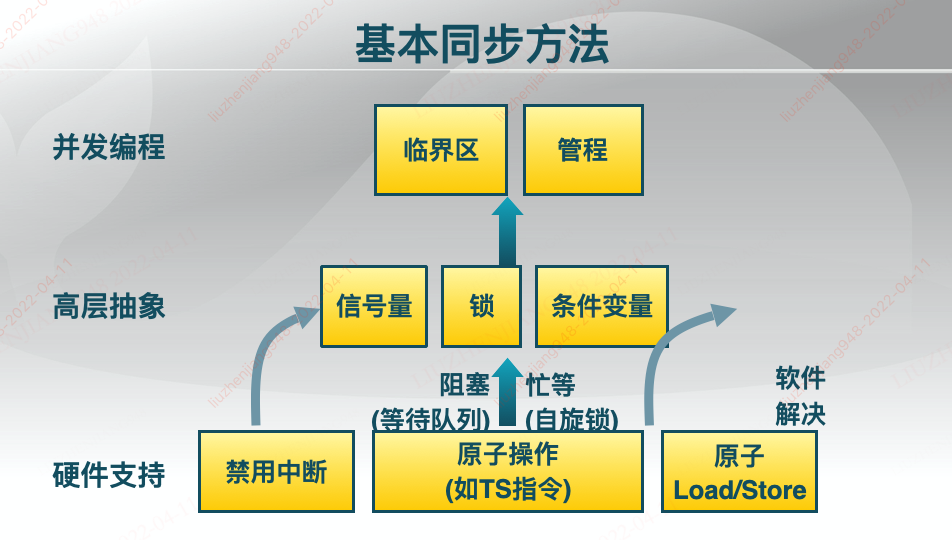 基本同步方法
并发编程
临界区
管程
高层抽象
信号量
锁
条件变量
阻塞
(等待队列)
忙等
(自旋锁)
软件
解决
硬件支持
禁用中断
原子操作
(如TS指令)
原子
Load/Store
liuzhenjiang948-2022-04-11